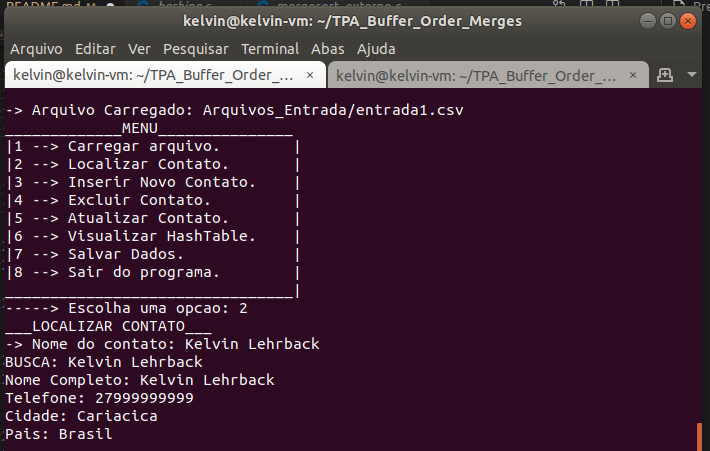 README.md
hashing.c
mergesort_externo.c
Pre
kelvin@kelvin-vm: ~/TPA_Buffer_Order_Merges
Arquivo Editar Ver Pesquisar Terminal Abas Ajuda
kelvin@kelvin-vm: ~/TPA_Buffer_Order_... × kelvin@kelvin-vm: ~/TPA_Buffer_Order_... ×
-> Arquivo Carregado: Arquivos_Entrada/entrada1.csv
_____________MENU_______________
|1 --> Carregar arquivo.        |
|2 --> Localizar Contato.       |
|3 --> Inserir Novo Contato.    |
|4 --> Excluir Contato.         |
|5 --> Atualizar Contato.       |
|6 --> Visualizar HashTable.    |
|7 --> Salvar Dados.            |
|8 --> Sair do programa.        |
________________________________|
-----> Escolha uma opcao: 2
___LOCALIZAR CONTATO___
-> Nome do contato: Kelvin Lehrback
BUSCA: Kelvin Lehrback
Nome Completo: Kelvin Lehrback
Telefone: 27999999999
Cidade: Cariacica
Pais: Brasil